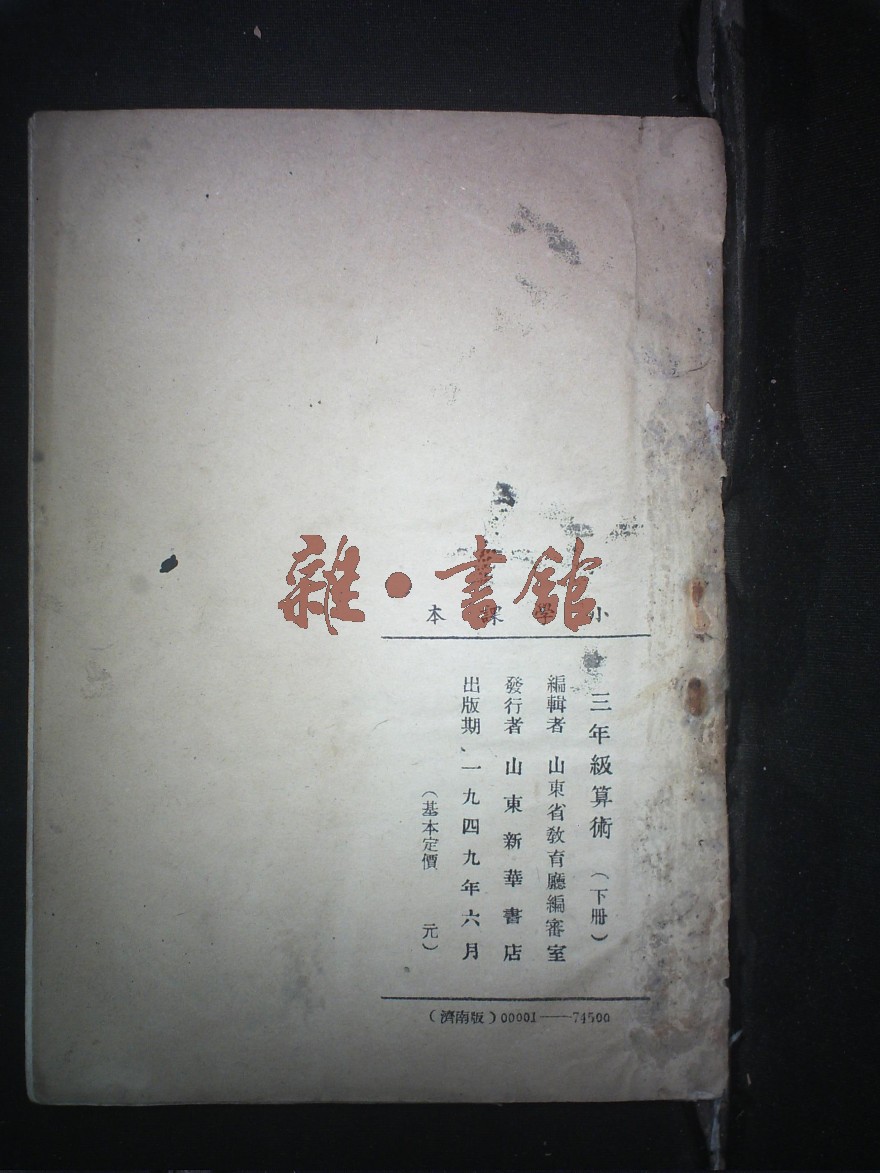 雜·書館
小學課本
三年級算術（下册）
編輯者 山東省教育廳編審室
發行者 山東新華書店
出版期、一九四九年六月
（基本定價 元）
（濟南版）00001——74500